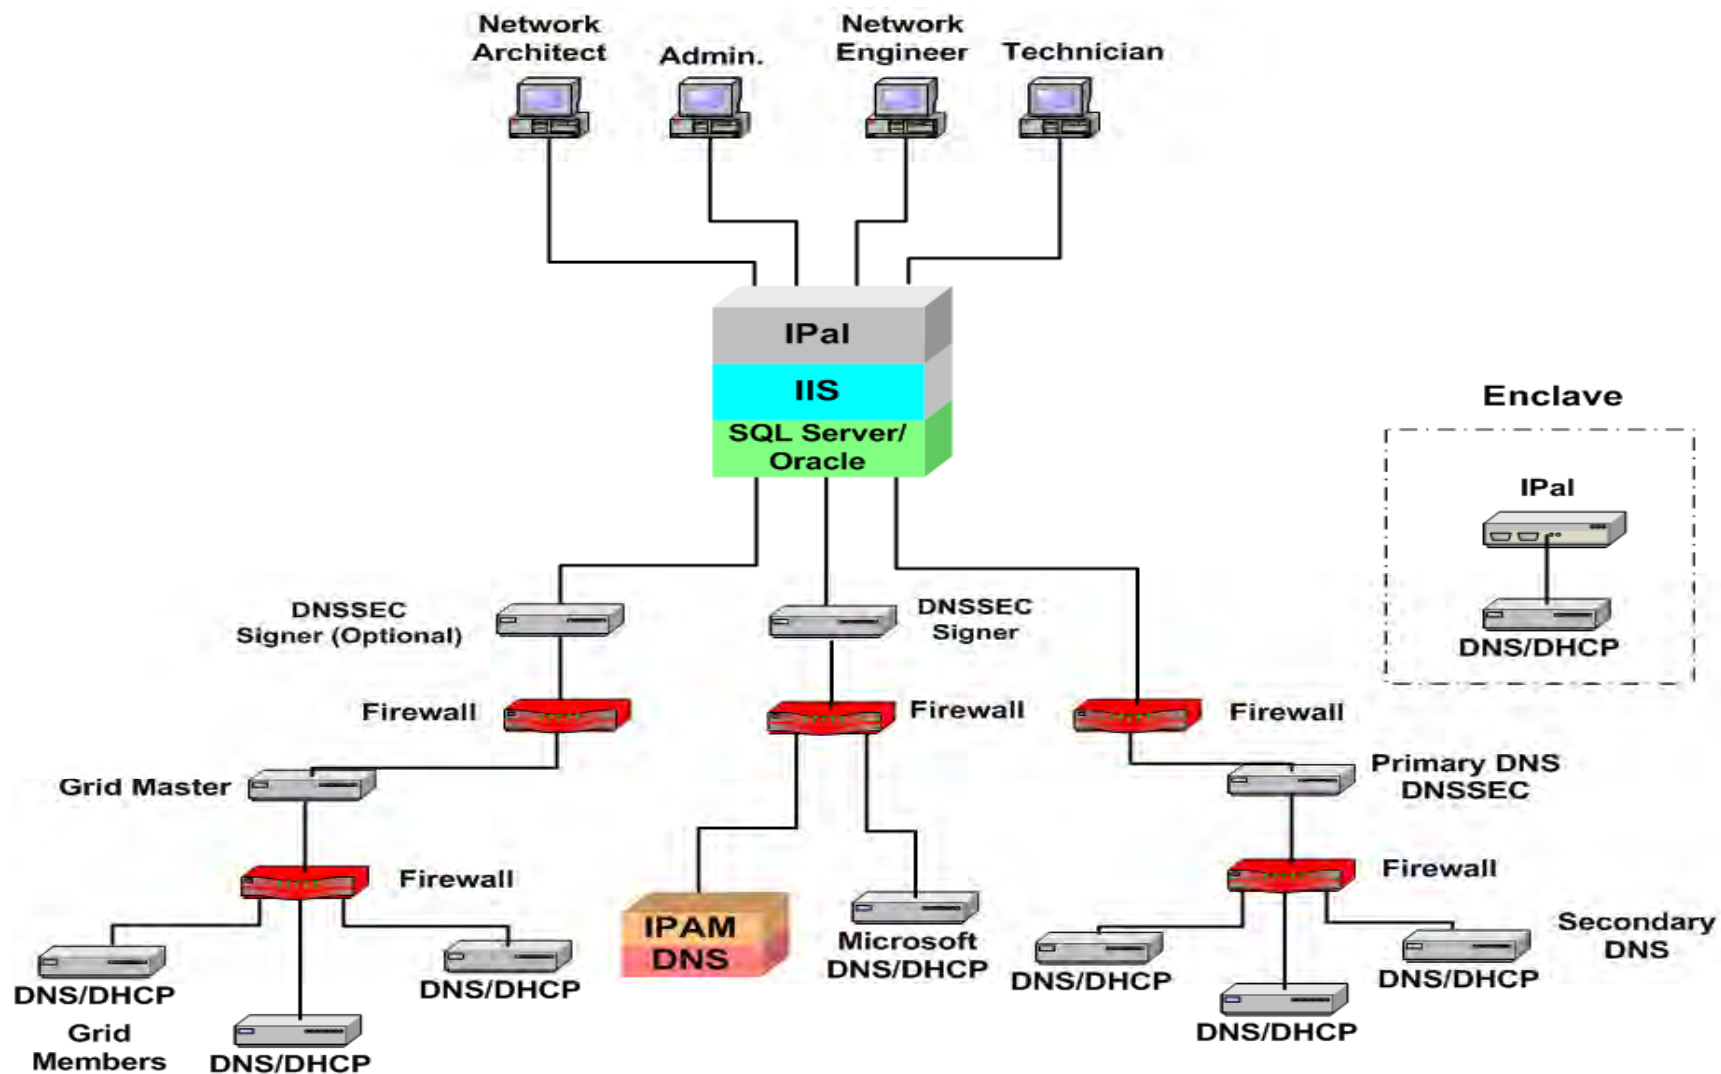 Network
Architect
Admin.
Network
Engineer
Technician
IPal
IIS
SQL Server/
Oracle
Enclave
IPal
DNS/DHCP
DNSSEC
Signer (Optional)
DNSSEC
Signer
Firewall
Firewall
Firewall
Grid Master
Primary DNS
DNSSEC
Firewall
Firewall
IPAM
DNS
Microsoft
DNS/DHCP
Secondary
DNS
DNS/DHCP
DNS/DHCP
DNS/DHCP
DNS/DHCP
Grid
Members
DNS/DHCP
DNS/DHCP